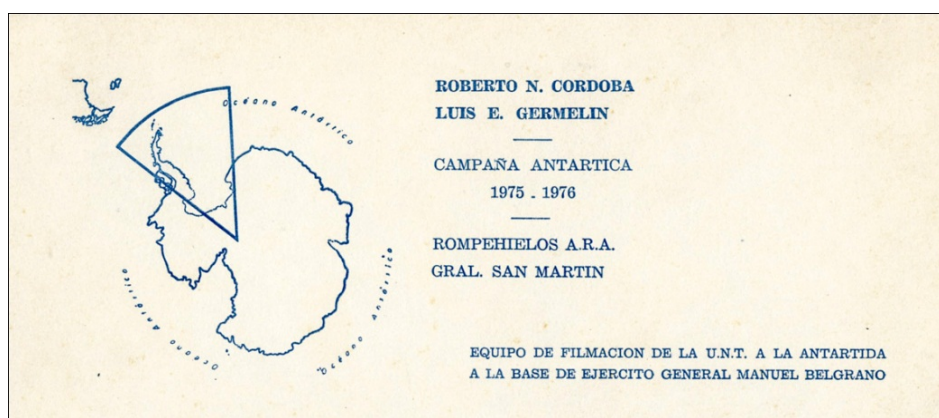 Océano Antártico
ROBERTO N. CORDOBA
LUIS E. GERMELIN
CAMPAÑA ANTARTICA
1975 . 1976
ROMPEHIELOS A.R.A.
GRAL. SAN MARTIN
Océano Antártico
Océano Antártico
EQUIPO DE FILMACION DE LA U.N.T. A LA ANTARTIDA
A LA BASE DE EJERCITO GENERAL MANUEL BELGRANO